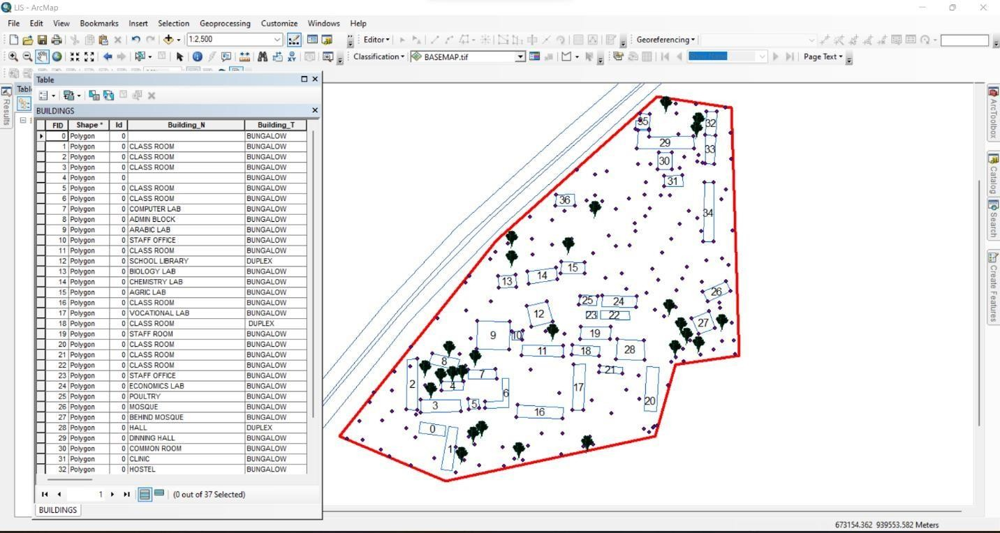 LIS - ArcMap
File Edit View Bookmarks Insert Selection Geoprocessing Customize Windows Help
1:2,500 Editor Georeferencing
Classification BASEMAP.tif Page Text
Table
BUILDINGS
FID Shape * Id Building_N Building_T
0 Polygon 0 BUNGALOW
1 Polygon 0 CLASS ROOM BUNGALOW
2 Polygon 0 CLASS ROOM BUNGALOW
3 Polygon 0 CLASS ROOM BUNGALOW
4 Polygon 0 BUNGALOW
5 Polygon 0 CLASS ROOM BUNGALOW
6 Polygon 0 CLASS ROOM BUNGALOW
7 Polygon 0 COMPUTER LAB BUNGALOW
8 Polygon 0 ADMIN BLOCK BUNGALOW
9 Polygon 0 ARABIC LAB BUNGALOW
10 Polygon 0 STAFF OFFICE BUNGALOW
11 Polygon 0 CLASS ROOM BUNGALOW
12 Polygon 0 SCHOOL LIBRARY DUPLEX
13 Polygon 0 BIOLOGY LAB BUNGALOW
14 Polygon 0 CHEMISTRY LAB BUNGALOW
15 Polygon 0 AGRIC LAB BUNGALOW
16 Polygon 0 CLASS ROOM BUNGALOW
17 Polygon 0 VOCATIONAL LAB BUNGALOW
18 Polygon 0 CLASS ROOM DUPLEX
19 Polygon 0 STAFF ROOM BUNGALOW
20 Polygon 0 CLASS ROOM BUNGALOW
21 Polygon 0 CLASS ROOM BUNGALOW
22 Polygon 0 CLASS ROOM BUNGALOW
23 Polygon 0 STAFF OFFICE BUNGALOW
24 Polygon 0 ECONOMICS LAB BUNGALOW
25 Polygon 0 POULTRY BUNGALOW
26 Polygon 0 MOSQUE BUNGALOW
27 Polygon 0 BEHIND MOSQUE BUNGALOW
28 Polygon 0 HALL DUPLEX
29 Polygon 0 DINNING HALL BUNGALOW
30 Polygon 0 COMMON ROOM BUNGALOW
31 Polygon 0 CLINIC BUNGALOW
32 Polygon 0 HOSTEL BUNGALOW
1 (0 out of 37 Selected)
BUILDINGS
Results
Tabl
35 32
29 33
30
31
36
34
15
14
13
26
25 24
12 23 22
27
9 10 19
11 18 28
8
21
7
2 4 17
6
3 5 20
16
0
1
ArcToolbox
Catalog
Search
Create Features
673154.362 939553.582 Meters